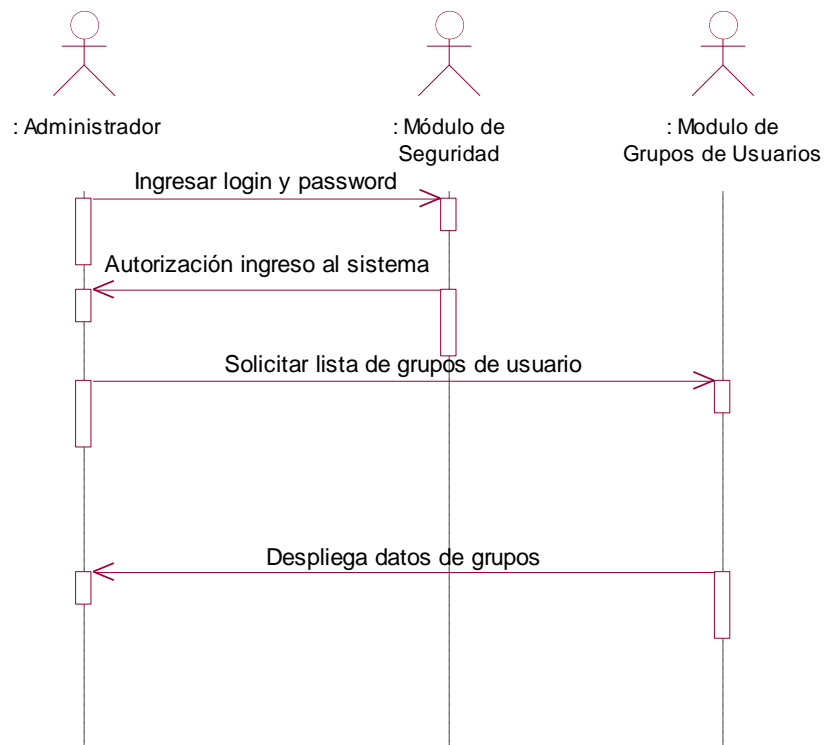 : Administrador
: Módulo de
Seguridad
: Modulo de
Grupos de Usuarios
Ingresar login y password
Autorización ingreso al sistema
Solicitar lista de grupos de usuario
Despliega datos de grupos